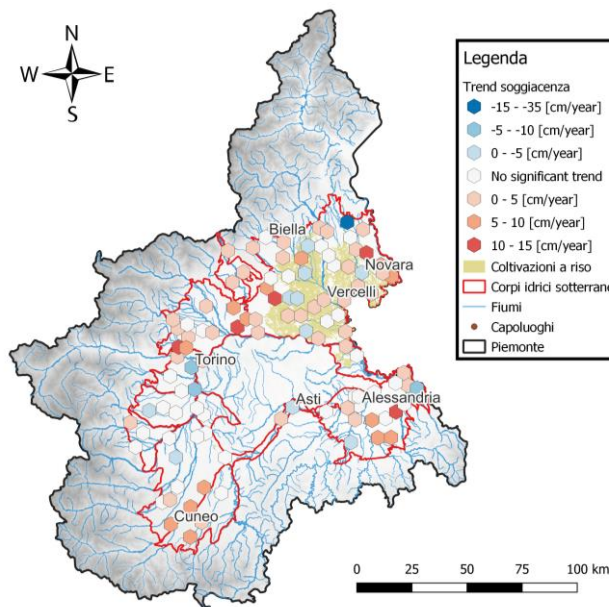 N
W E
S
Legenda
Trend soggiacenza
-15 - -35 [cm/year]
-5 - -10 [cm/year]
0 - -5 [cm/year]
No significant trend
0 - 5 [cm/year]
5 - 10 [cm/year]
10 - 15 [cm/year]
Coltivazioni a riso
Corpi idrici sotterranei
Fiumi
Capoluoghi
Piemonte
Biella
Novara
Vercelli
Torino
Asti
Alessandria
Cuneo
0 25 50 75 100 km